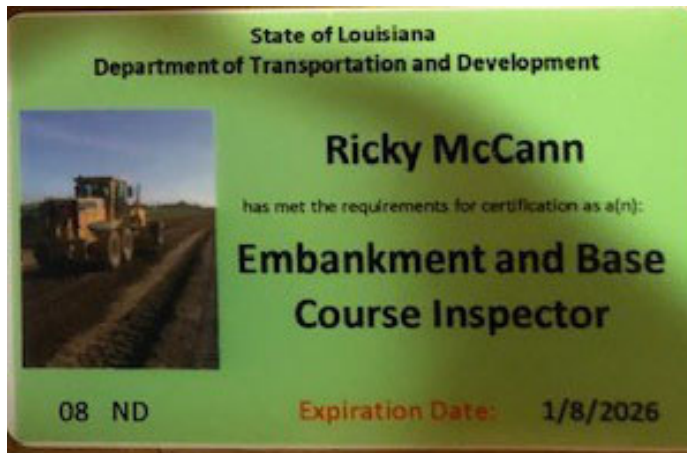 State of Louisiana
Department of Transportation and Development
Ricky McCann
has met the requirements for certification as a(n):
Embankment and Base
Course Inspector
08 ND
Expiration Date: 1/8/2026